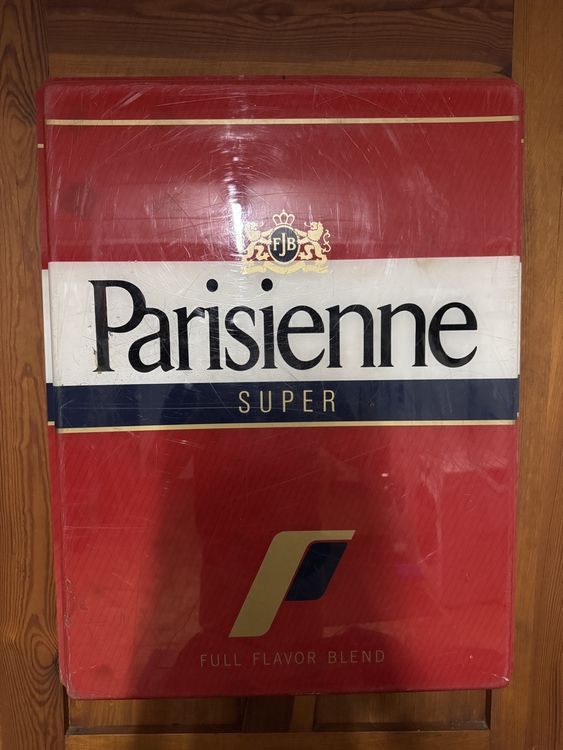 FJB
Parisienne
SUPER
FULL FLAVOR BLEND